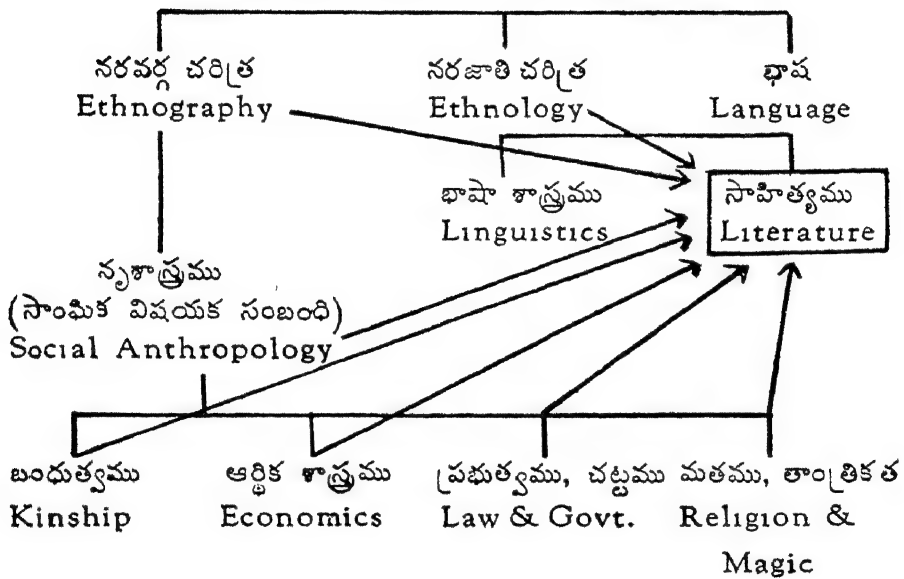 నరవర్గ చరిత్ర నరజాతి చరిత్ర భాష
Ethnography Ethnology Language
భాషా శాస్త్రము సాహిత్యము
Linguistics Literature
నృశాస్త్రము
(సాంఘిక విషయక సంబంధి)
Social Anthropology
బంధుత్వము ఆర్థిక శాస్త్రము ప్రభుత్వము, చట్టము మతము, తాంత్రికత
Kinship Economics Law & Govt. Religion &
Magic